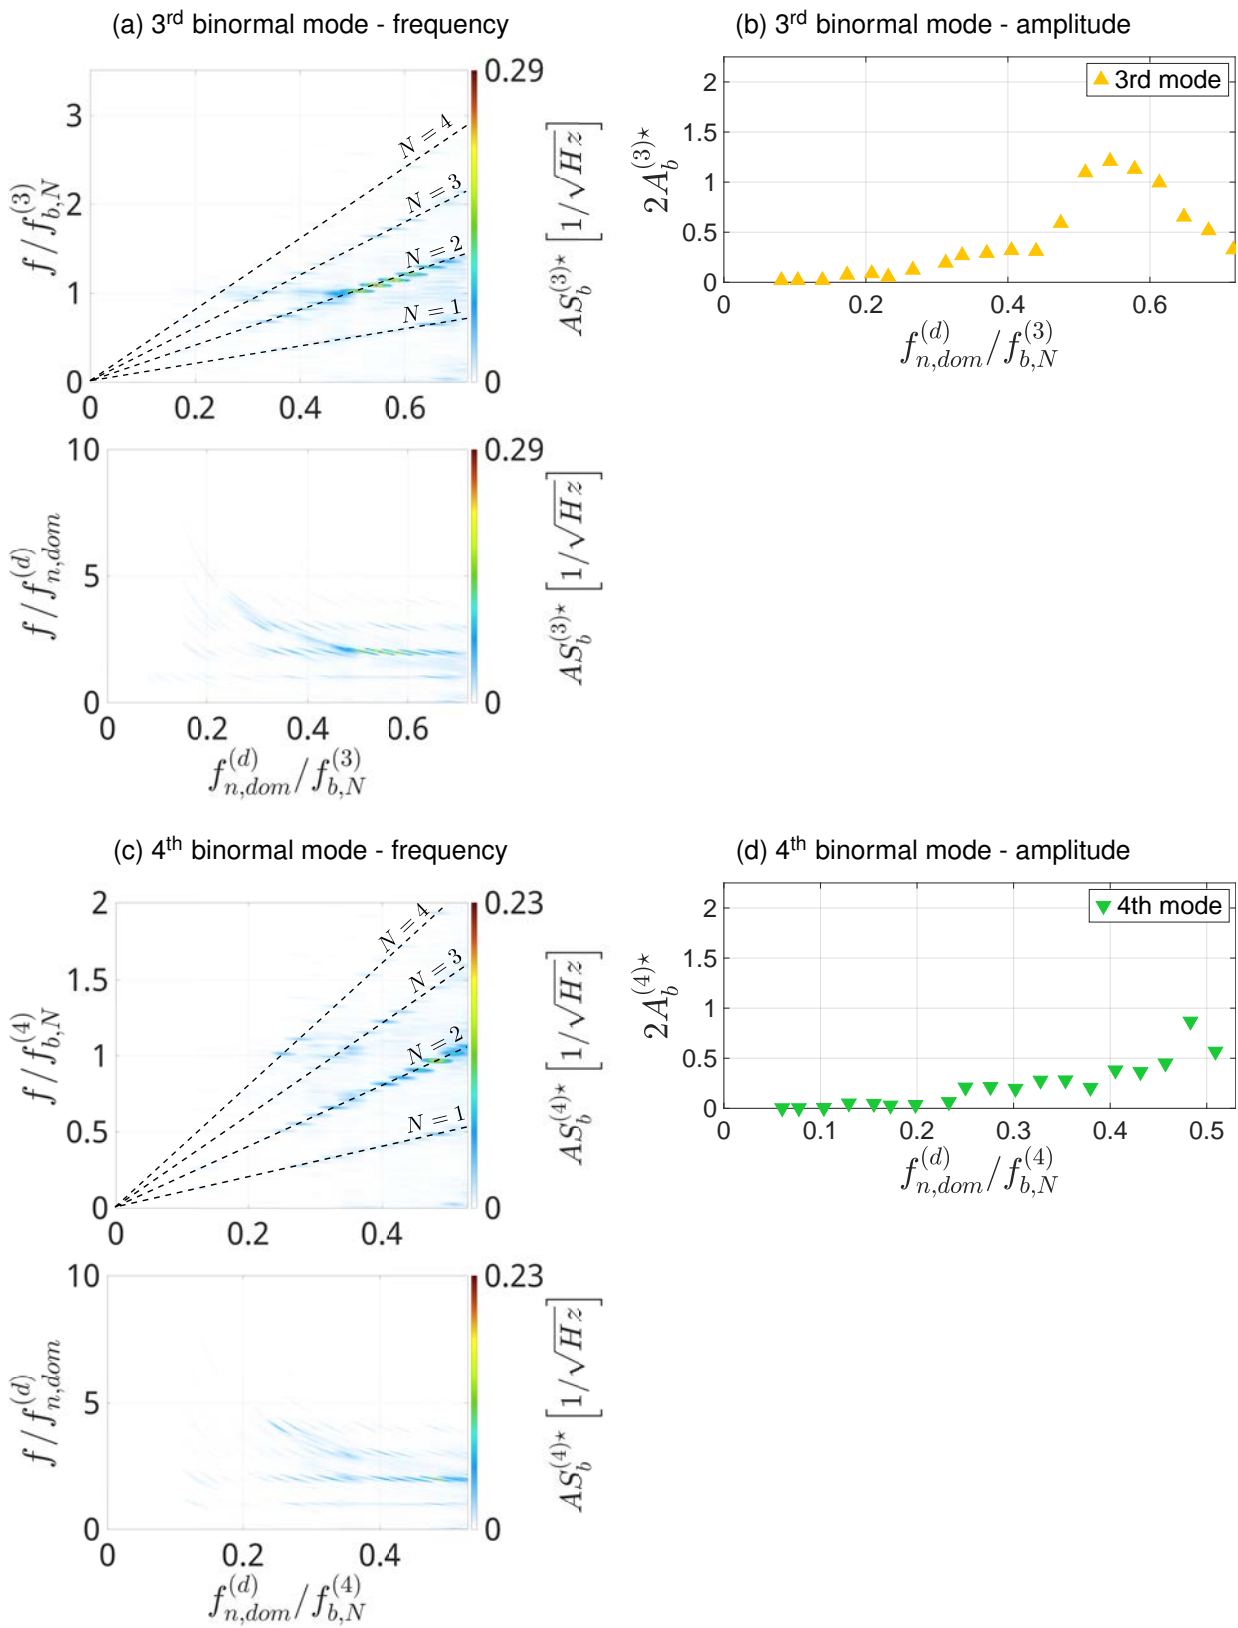 (a) 3rd binormal mode - frequency
0.29
3
2
1
0
N = 4
N = 3
N = 2
N = 1
0 0.2 0.4 0.6
0
f / f_{b,N}^{(3)}
AS_b^{(3)⋆} [1/√Hz]
10
5
0
0 0.2 0.4 0.6
0.29
0
f / f_{n,dom}^{(d)}
AS_b^{(3)⋆} [1/√Hz]
f_{n,dom}^{(d)} / f_{b,N}^{(3)}
(b) 3rd binormal mode - amplitude
3rd mode
2
1.5
1
0.5
0
0 0.2 0.4 0.6
2A_b^{(3)⋆}
f_{n,dom}^{(d)} / f_{b,N}^{(3)}
(c) 4th binormal mode - frequency
0.23
2
1.5
1
0.5
0
N = 4
N = 3
N = 2
N = 1
0 0.2 0.4
0
f / f_{b,N}^{(4)}
AS_b^{(4)⋆} [1/√Hz]
10
5
0
0 0.2 0.4
0.23
0
f / f_{n,dom}^{(d)}
AS_b^{(4)⋆} [1/√Hz]
f_{n,dom}^{(d)} / f_{b,N}^{(4)}
(d) 4th binormal mode - amplitude
4th mode
2
1.5
1
0.5
0
0 0.1 0.2 0.3 0.4 0.5
2A_b^{(4)⋆}
f_{n,dom}^{(d)} / f_{b,N}^{(4)}